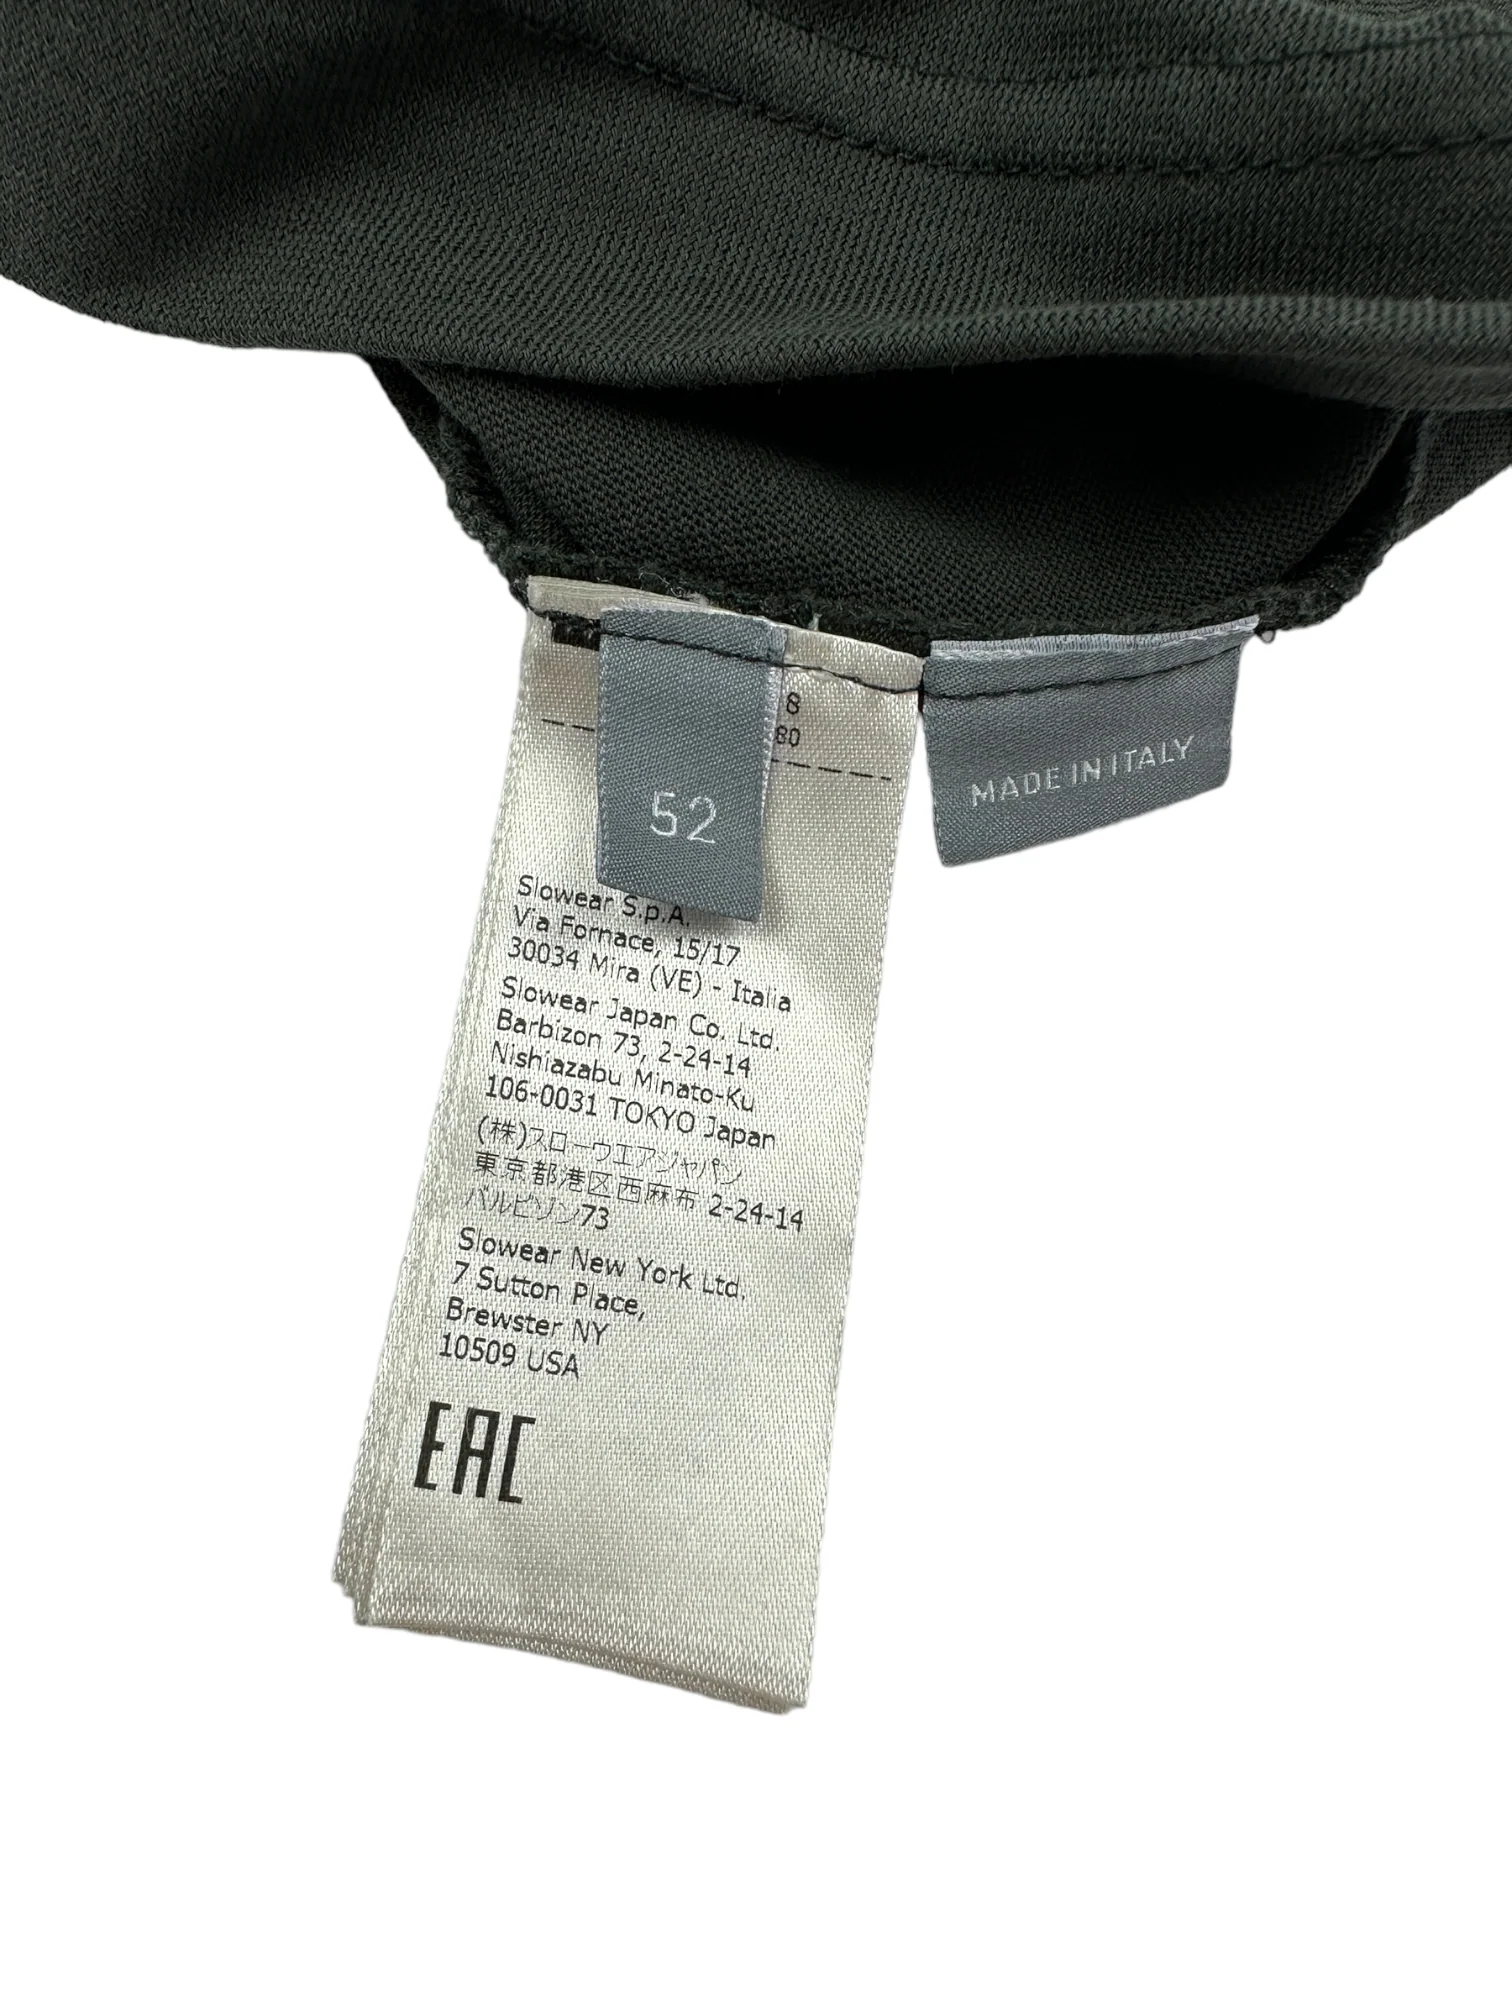 8
80
52
MADE IN ITALY
Slowear S.p.A.
Via Fornace, 15/17
30034 Mira (VE) - Italia
Slowear Japan Co. Ltd.
Barbizon 73, 2-24-14
Nishiazabu Minato-Ku
106-0031 TOKYO Japan
(株)スローウエアジャパン
東京都港区西麻布 2-24-14
バルビゾン73
Slowear New York Ltd.
7 Sutton Place,
Brewster NY
10509 USA
EAC